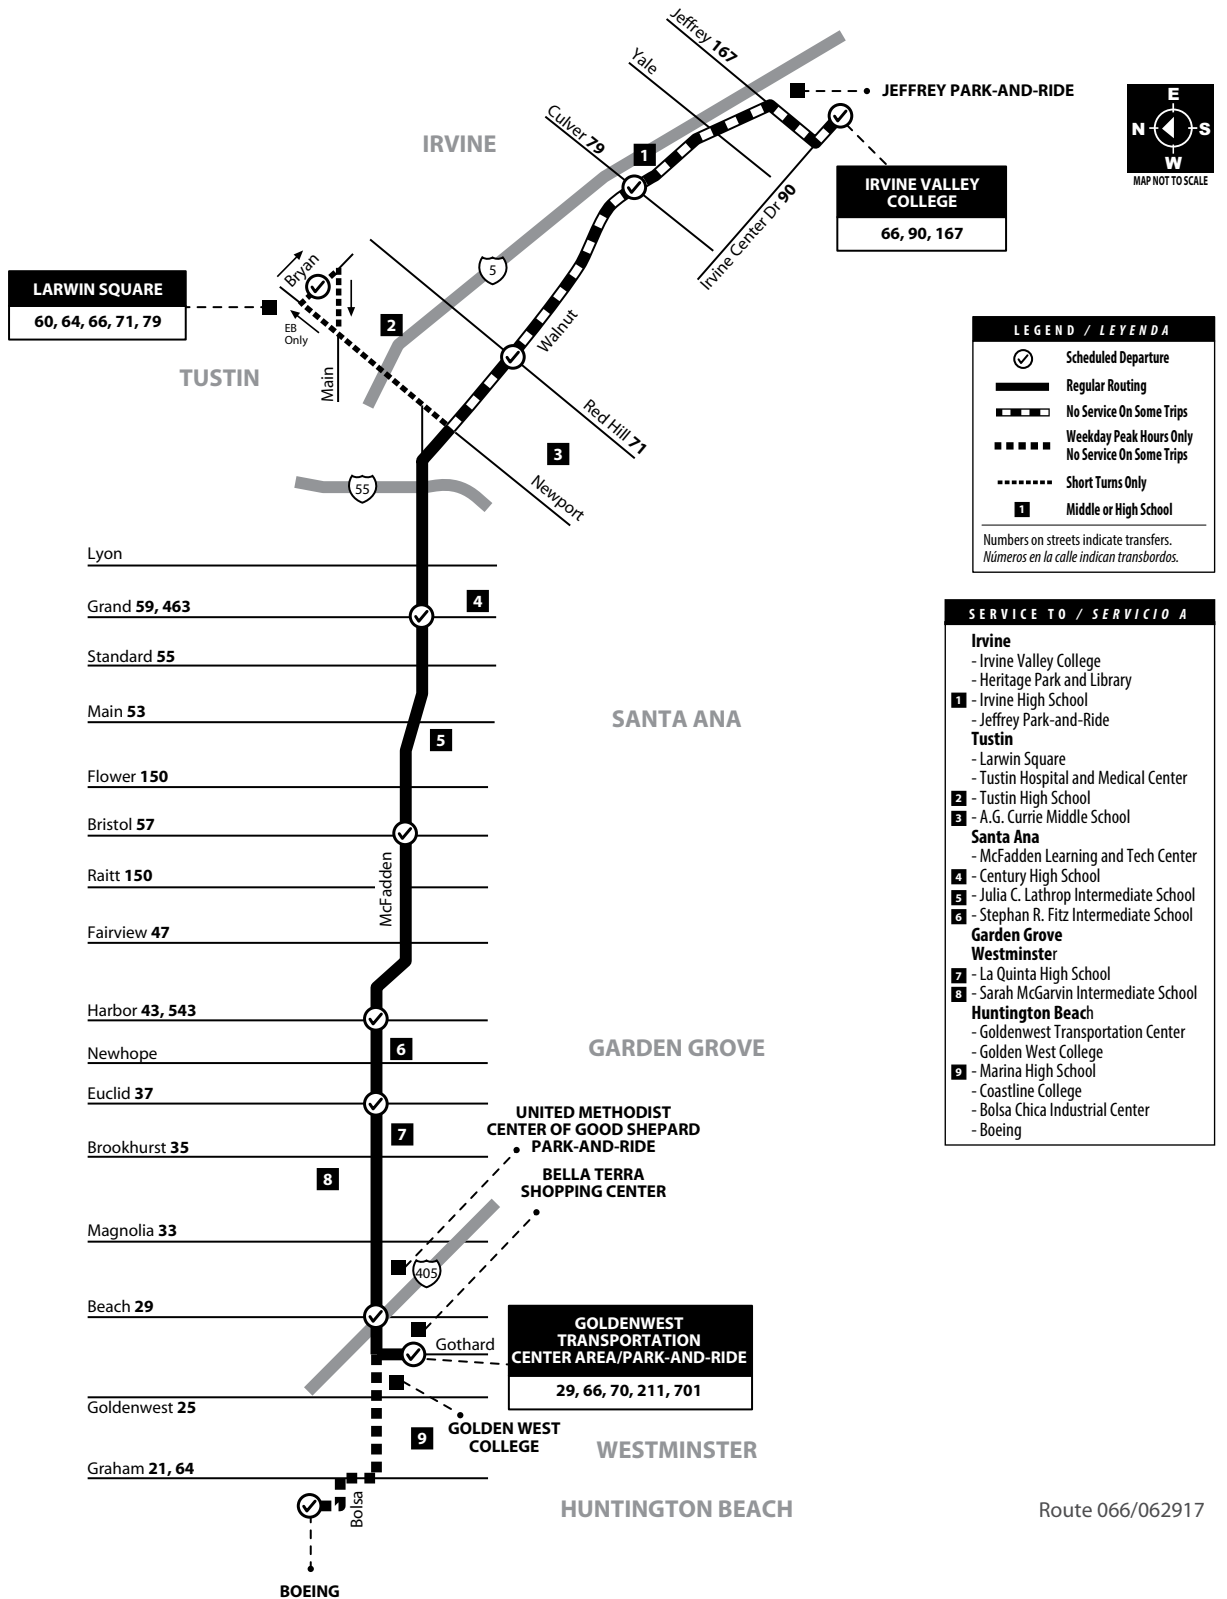 Jeffrey 167
Yale
Culver 79
JEFFREY PARK-AND-RIDE
IRVINE
1
E
N
S
W
MAP NOT TO SCALE
IRVINE VALLEY
COLLEGE
66, 90, 167
Irvine Center Dr 90
5
Bryan
LARWIN SQUARE
60, 64, 66, 71, 79
EB
Only
2
Walnut
TUSTIN
Main
Red Hill 71
3
Newport
55
LEGEND / LEYENDA
Scheduled Departure
Regular Routing
No Service On Some Trips
Weekday Peak Hours Only
No Service On Some Trips
Short Turns Only
1 Middle or High School
Numbers on streets indicate transfers.
Números en la calle indican transbordos.
Lyon
Grand 59, 463
4
Standard 55
Main 53
SANTA ANA
5
Flower 150
Bristol 57
McFadden
Raitt 150
Fairview 47
SERVICE TO / SERVICIO A
Irvine
- Irvine Valley College
- Heritage Park and Library
1 - Irvine High School
- Jeffrey Park-and-Ride
Tustin
- Larwin Square
- Tustin Hospital and Medical Center
2 - Tustin High School
3 - A.G. Currie Middle School
Santa Ana
- McFadden Learning and Tech Center
4 - Century High School
5 - Julia C. Lathrop Intermediate School
6 - Stephan R. Fitz Intermediate School
Garden Grove
Westminster
7 - La Quinta High School
8 - Sarah McGarvin Intermediate School
Huntington Beach
- Goldenwest Transportation Center
- Golden West College
9 - Marina High School
- Coastline College
- Bolsa Chica Industrial Center
- Boeing
Harbor 43, 543
Newhope
6
GARDEN GROVE
Euclid 37
UNITED METHODIST
CENTER OF GOOD SHEPARD
PARK-AND-RIDE
7
Brookhurst 35
8
BELLA TERRA
SHOPPING CENTER
Magnolia 33
405
Beach 29
Gothard
GOLDENWEST
TRANSPORTATION
CENTER AREA/PARK-AND-RIDE
29, 66, 70, 211, 701
Goldenwest 25
9
GOLDEN WEST
COLLEGE
WESTMINSTER
Graham 21, 64
Bolsa
HUNTINGTON BEACH
Route 066/062917
BOEING